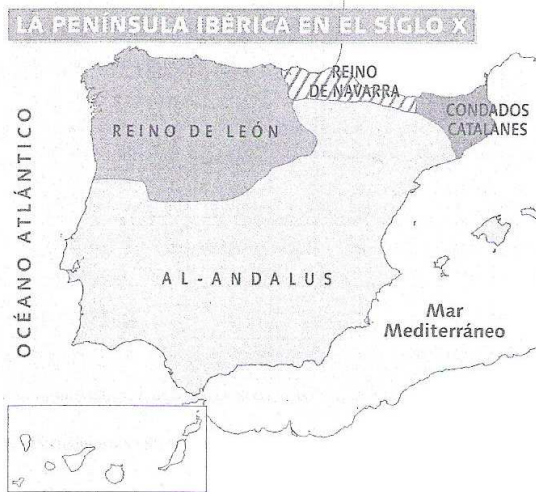 LA PENÍNSULA IBÉRICA EN EL SIGLO X
REINO
DE NAVARRA
CONDADOS
CATALANES
REINO DE LEÓN
OCÉANO ATLÁNTICO
AL-ANDALUS
Mar
Mediterráneo